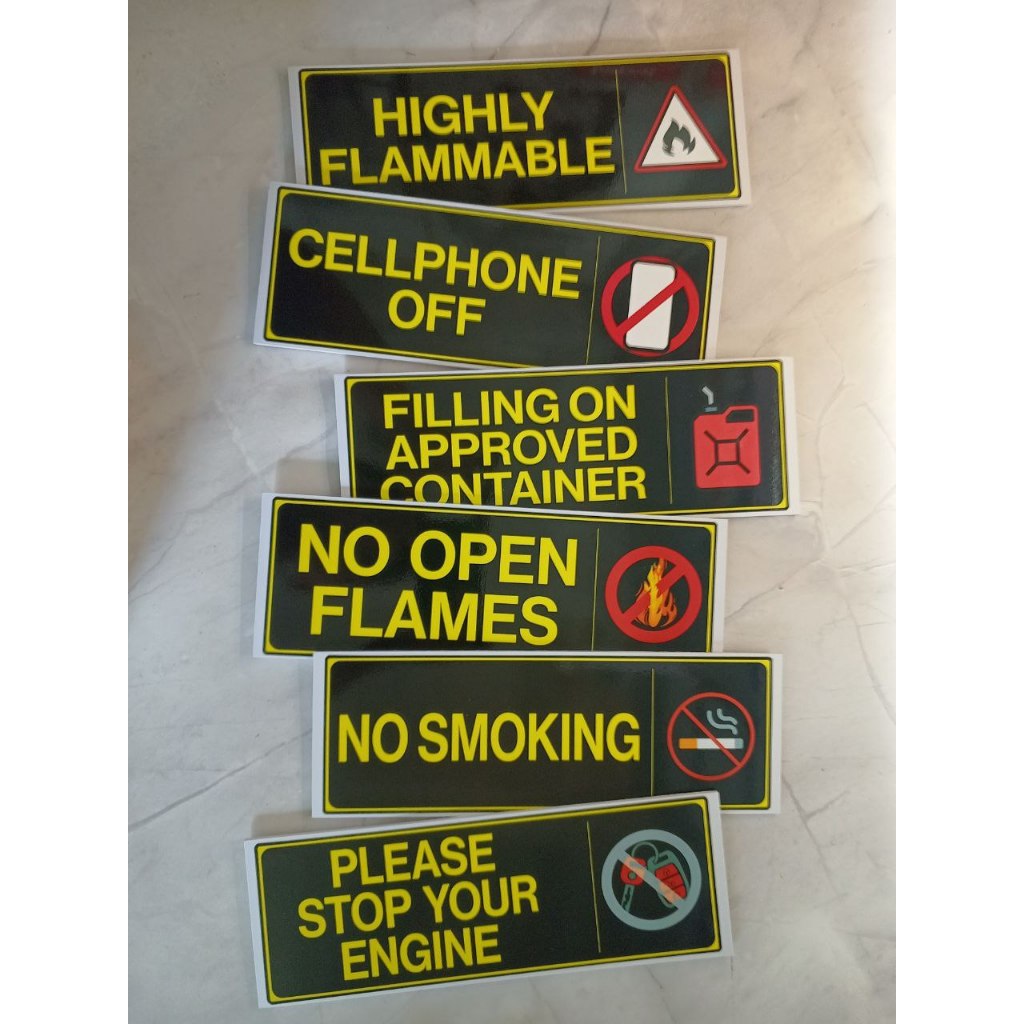 HIGHLY
FLAMMABLE
CELLPHONE
OFF
FILLING ON
APPROVED
CONTAINER
NO OPEN
FLAMES
NO SMOKING
PLEASE
STOP YOUR
ENGINE